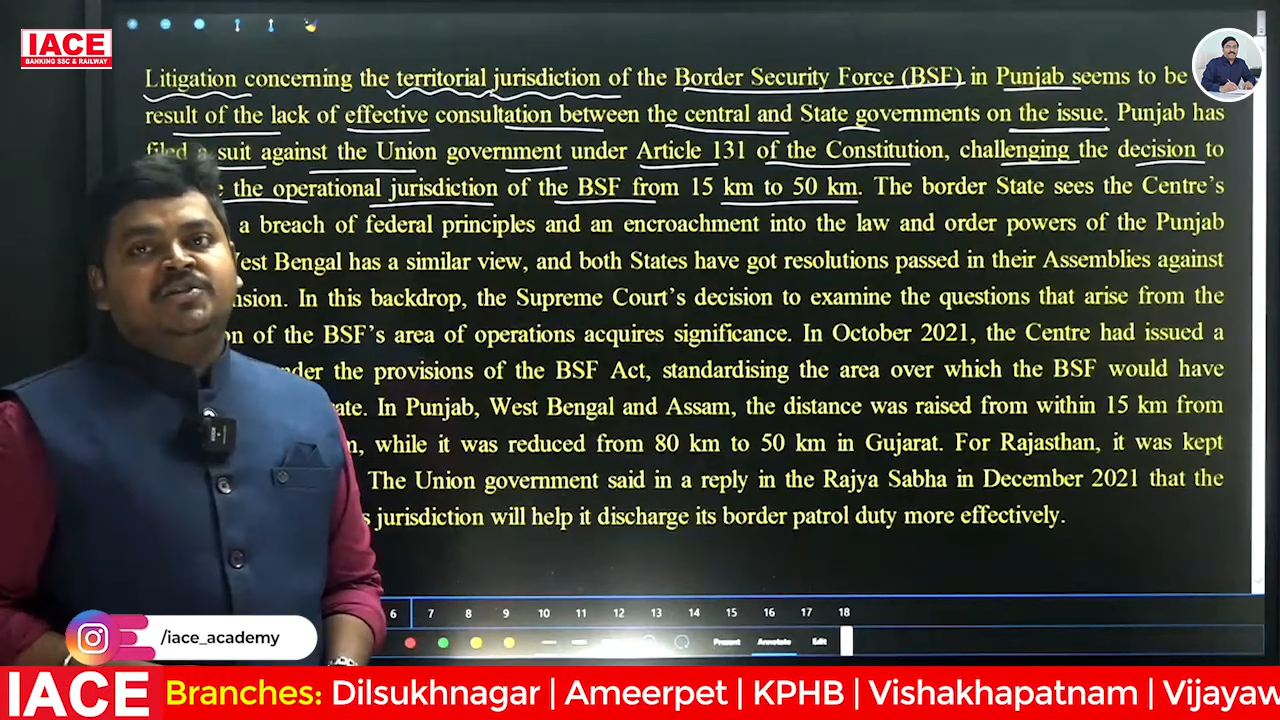 IACE
BANKING SSC & RAILWAY
Litigation concerning the territorial jurisdiction of the Border Security Force (BSF) in Punjab seems to be
result of the lack of effective consultation between the central and State governments on the issue. Punjab has
filed a suit against the Union government under Article 131 of the Constitution, challenging the decision to
the operational jurisdiction of the BSF from 15 km to 50 km. The border State sees the Centre's
a breach of federal principles and an encroachment into the law and order powers of the Punjab
West Bengal has a similar view, and both States have got resolutions passed in their Assemblies against
In this backdrop, the Supreme Court's decision to examine the questions that arise from the
of the BSF's area of operations acquires significance. In October 2021, the Centre had issued a
under the provisions of the BSF Act, standardising the area over which the BSF would have
In Punjab, West Bengal and Assam, the distance was raised from within 15 km from
while it was reduced from 80 km to 50 km in Gujarat. For Rajasthan, it was kept
The Union government said in a reply in the Rajya Sabha in December 2021 that the
jurisdiction will help it discharge its border patrol duty more effectively.
6 7 8 9 10 11 12 13 14 15 16 17 18
Present Annotate Edit
/iace_academy
IACE Branches: Dilsukhnagar | Ameerpet | KPHB | Vishakhapatnam |